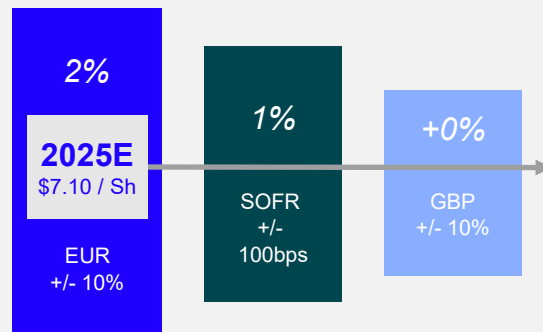 2%
2025E
$7.10 / Sh
EUR
+/- 10%
1%
SOFR
+/-
100bps
+0%
GBP
+/- 10%